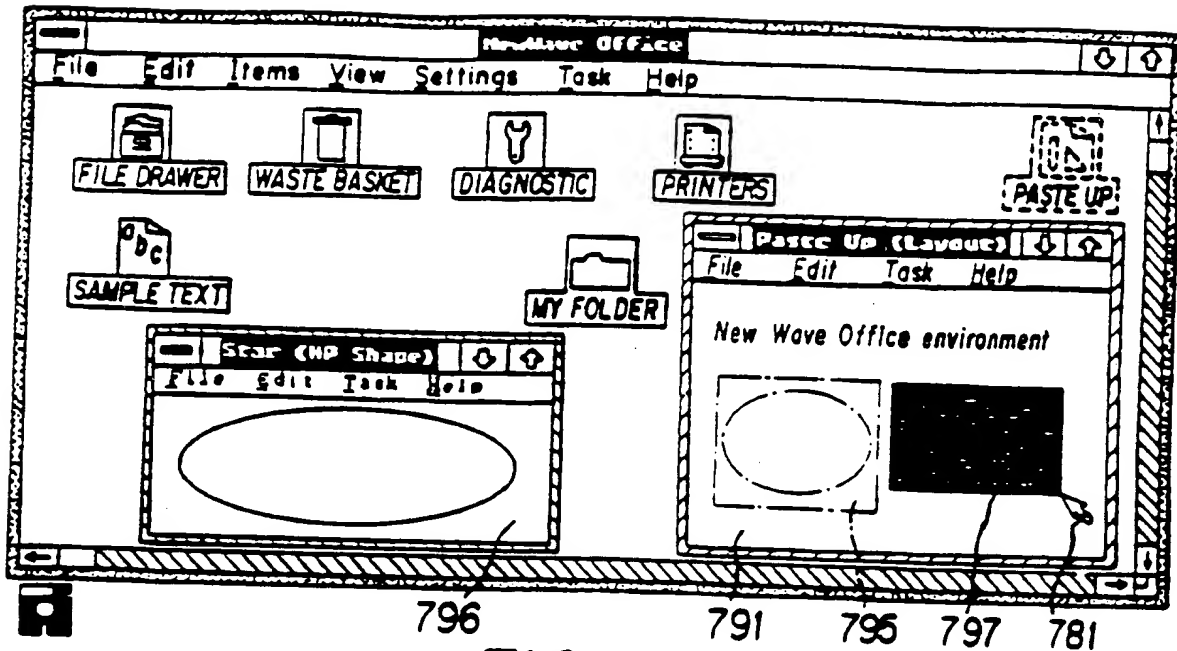 NewWave Office
File Edit Items View Settings Task Help
FILE DRAWER WASTE BASKET DIAGNOSTIC PRINTERS PASTE UP
abc
SAMPLE TEXT MY FOLDER
Paste Up (Layout)
File Edit Task Help
New Wave Office environment
Star (HP Shape)
File Edit Task Help
796 791 795 797 781